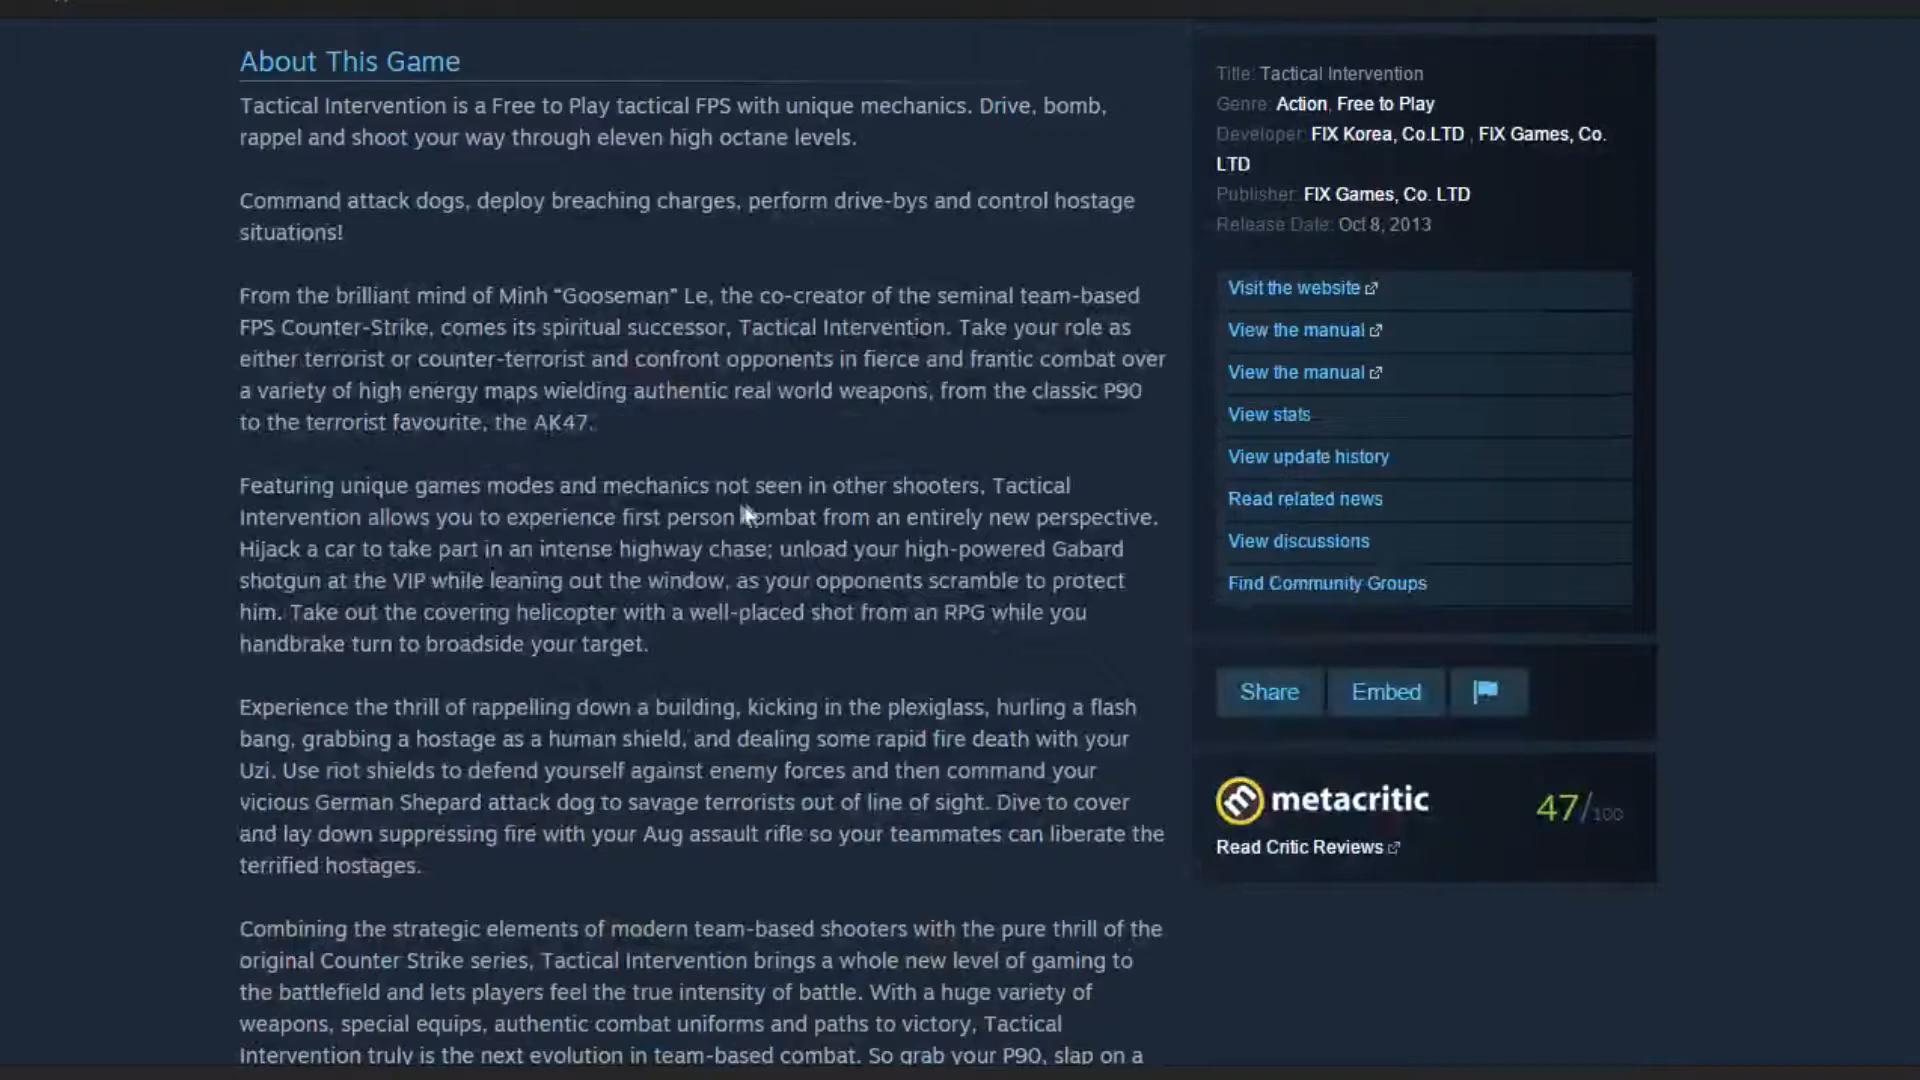 About This Game
Tactical Intervention is a Free to Play tactical FPS with unique mechanics. Drive, bomb,
rappel and shoot your way through eleven high octane levels.
Command attack dogs, deploy breaching charges, perform drive-bys and control hostage
situations!
From the brilliant mind of Minh “Gooseman” Le, the co-creator of the seminal team-based
FPS Counter-Strike, comes its spiritual successor, Tactical Intervention. Take your role as
either terrorist or counter-terrorist and confront opponents in fierce and frantic combat over
a variety of high energy maps wielding authentic real world weapons, from the classic P90
to the terrorist favourite, the AK47.
Featuring unique games modes and mechanics not seen in other shooters, Tactical
Intervention allows you to experience first person combat from an entirely new perspective.
Hijack a car to take part in an intense highway chase; unload your high-powered Gabard
shotgun at the VIP while leaning out the window, as your opponents scramble to protect
him. Take out the covering helicopter with a well-placed shot from an RPG while you
handbrake turn to broadside your target.
Experience the thrill of rappelling down a building, kicking in the plexiglass, hurling a flash
bang, grabbing a hostage as a human shield, and dealing some rapid fire death with your
Uzi. Use riot shields to defend yourself against enemy forces and then command your
vicious German Shepard attack dog to savage terrorists out of line of sight. Dive to cover
and lay down suppressing fire with your Aug assault rifle so your teammates can liberate the
terrified hostages.
Combining the strategic elements of modern team-based shooters with the pure thrill of the
original Counter Strike series, Tactical Intervention brings a whole new level of gaming to
the battlefield and lets players feel the true intensity of battle. With a huge variety of
weapons, special equips, authentic combat uniforms and paths to victory, Tactical
Intervention truly is the next evolution in team-based combat. So grab your P90, slap on a
Title: Tactical Intervention
Genre: Action, Free to Play
Developer: FIX Korea, Co.LTD , FIX Games, Co.
LTD
Publisher: FIX Games, Co. LTD
Release Date: Oct 8, 2013
Visit the website
View the manual
View the manual
View stats
View update history
Read related news
View discussions
Find Community Groups
Share Embed
metacritic 47/100
Read Critic Reviews